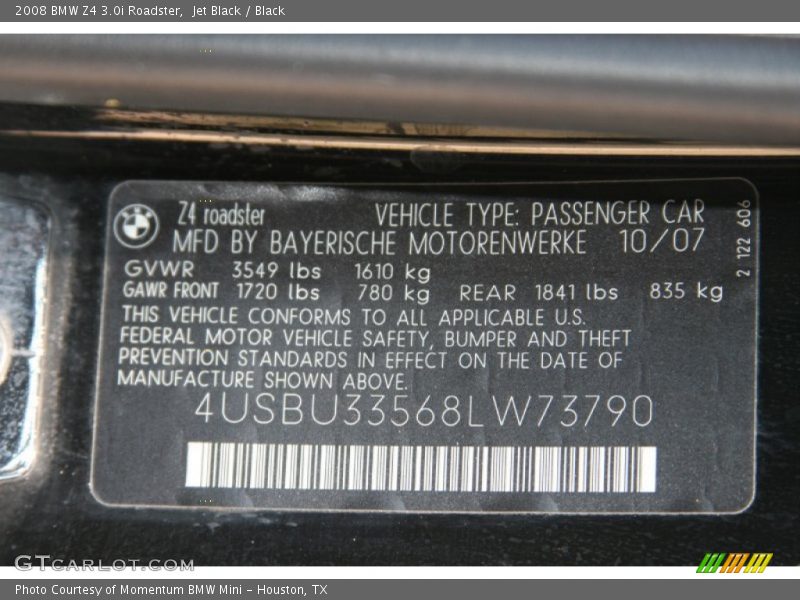 2008 BMW Z4 3.0i Roadster,  Jet Black / Black
Z4 roadster VEHICLE TYPE: PASSENGER CAR
MFD BY BAYERISCHE MOTORENWERKE 10/07
GVWR 3549 lbs 1610 kg
GAWR FRONT 1720 lbs 780 kg REAR 1841 lbs 835 kg
THIS VEHICLE CONFORMS TO ALL APPLICABLE U.S.
FEDERAL MOTOR VEHICLE SAFETY, BUMPER AND THEFT
PREVENTION STANDARDS IN EFFECT ON THE DATE OF
MANUFACTURE SHOWN ABOVE.
4USBU33568LW73790
2 122 606
GTCARLOT.COM
Photo Courtesy of Momentum BMW Mini - Houston, TX